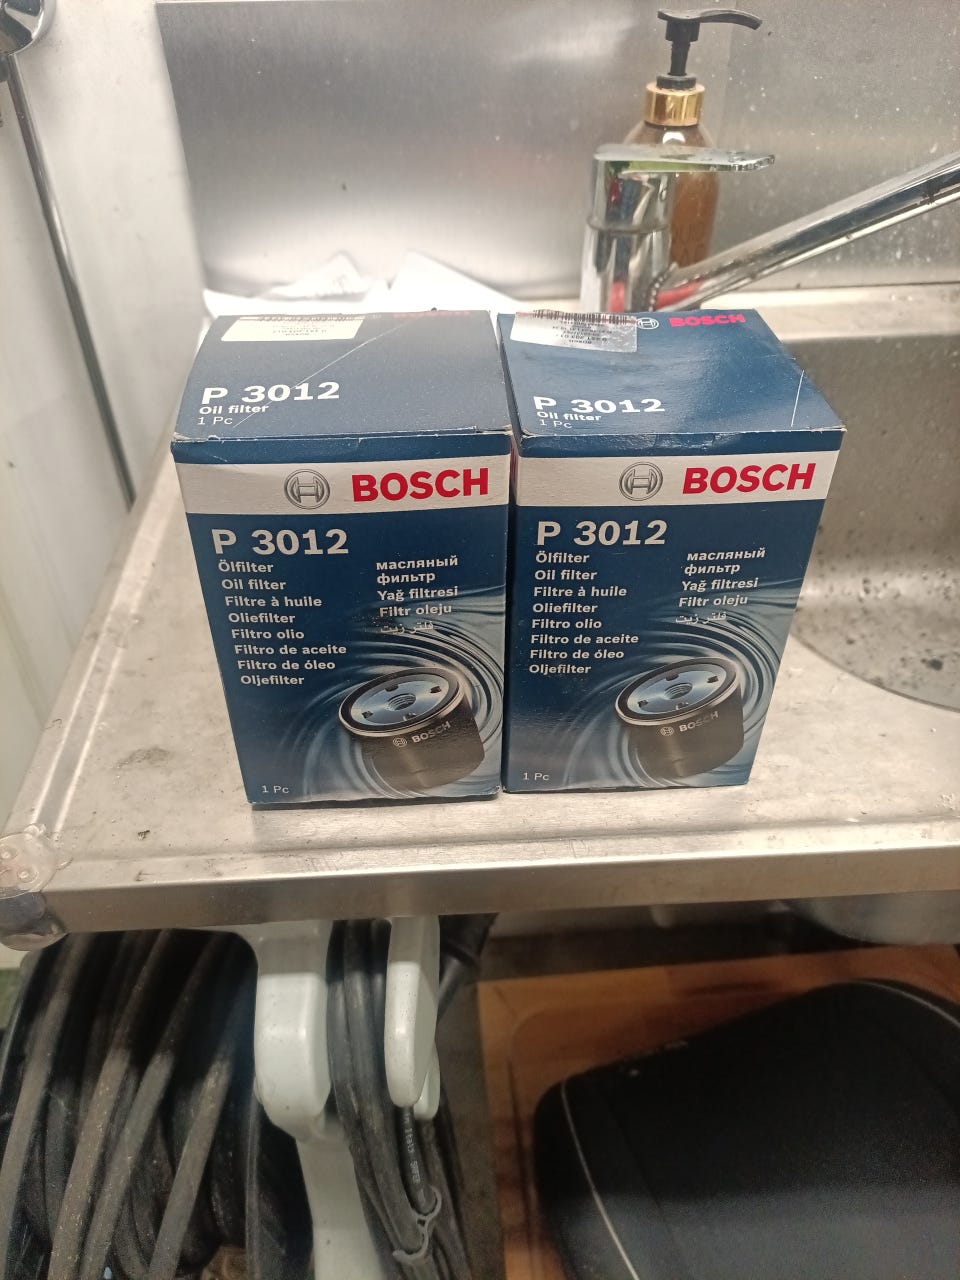 P 3012
Oil filter
1 Pc
BOSCH
P 3012
Ölfilter
Oil filter
Filtre à huile
Oliefilter
Filtro olio
Filtro de aceite
Filtro de óleo
Oljefilter
масляный
фильтр
Yağ filtresi
Filtr oleju
فلتر زيت
BOSCH
1 Pc
BOSCH
P 3012
Oil filter
1 Pc
BOSCH
P 3012
Ölfilter
Oil filter
Filtre à huile
Oliefilter
Filtro olio
Filtro de aceite
Filtro de óleo
Oljefilter
масляный
фильтр
Yağ filtresi
Filtr oleju
فلتر زيت
BOSCH
1 Pc